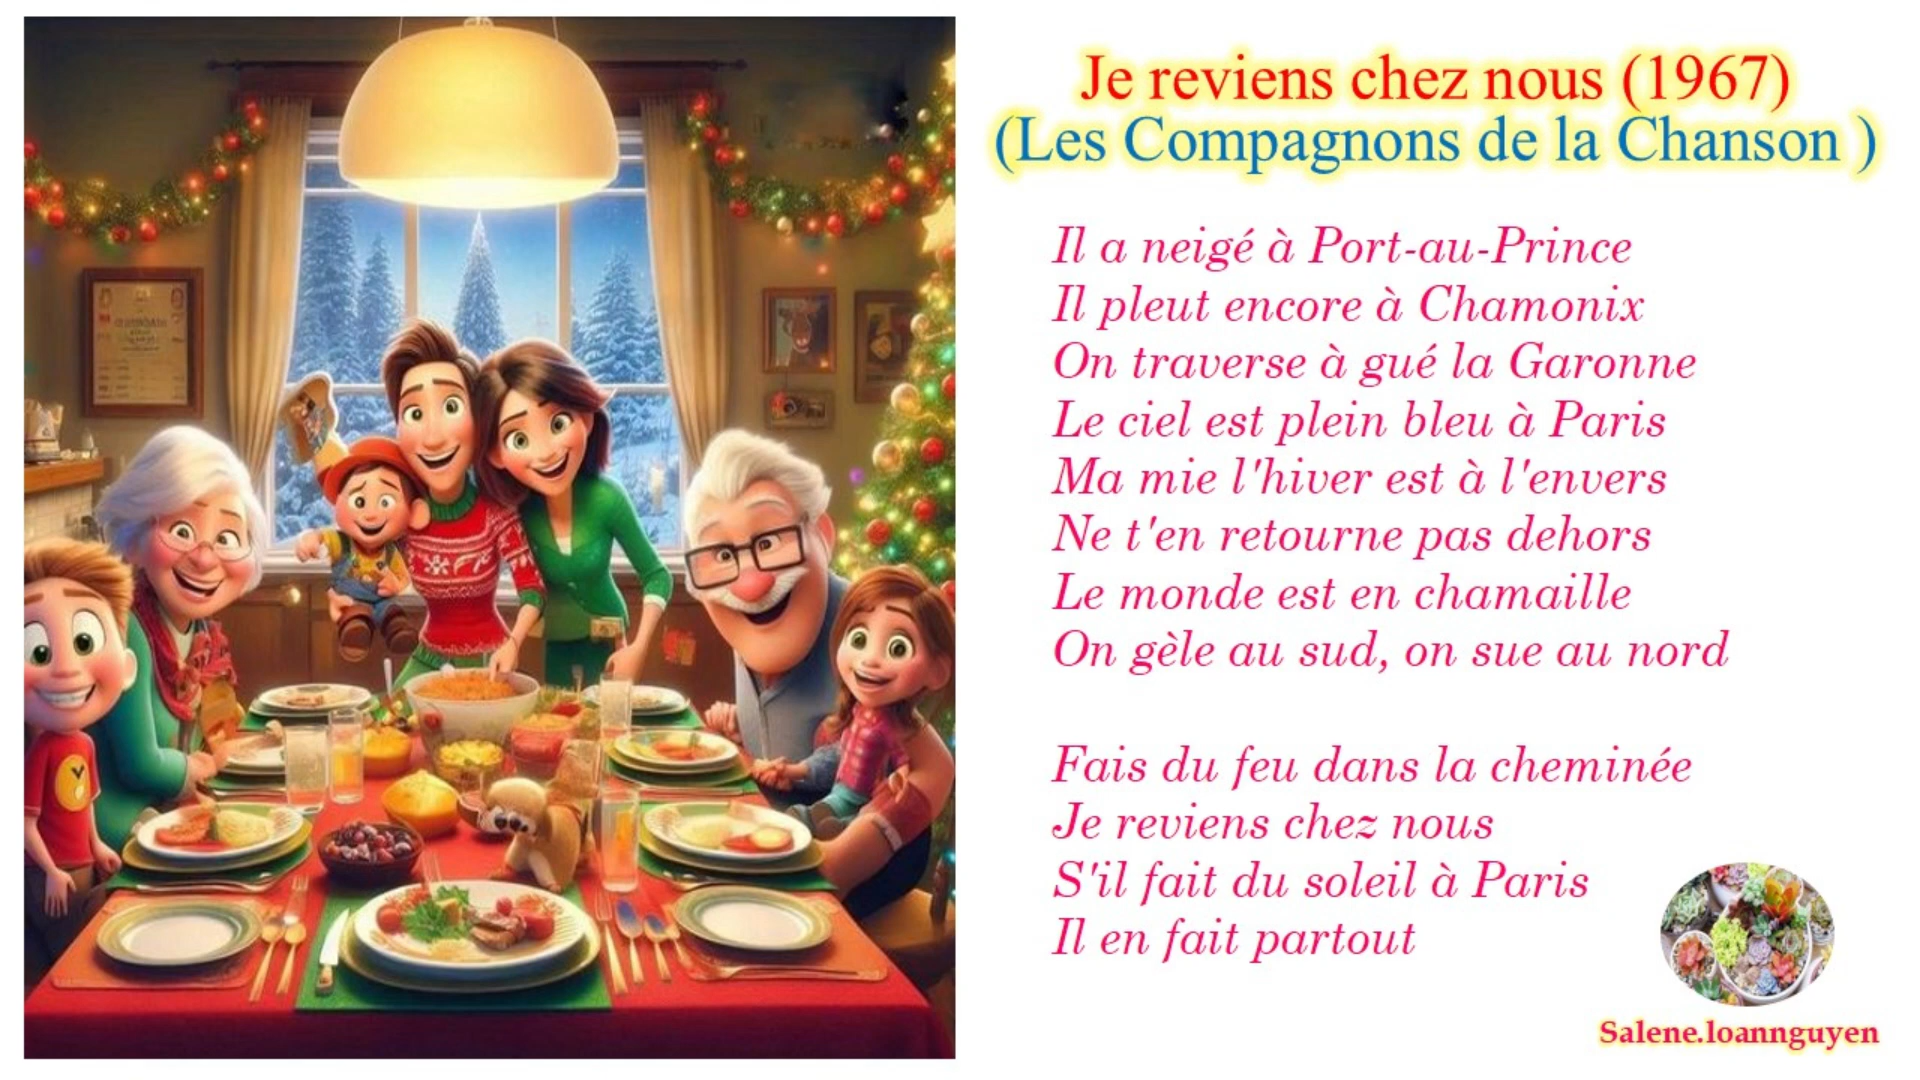 Je reviens chez nous (1967)
(Les Compagnons de la Chanson )
Il a neigé à Port-au-Prince
Il pleut encore à Chamonix
On traverse à gué la Garonne
Le ciel est plein bleu à Paris
Ma mie l'hiver est à l'envers
Ne t'en retourne pas dehors
Le monde est en chamaille
On gèle au sud, on sue au nord
Fais du feu dans la cheminée
Je reviens chez nous
S'il fait du soleil à Paris
Il en fait partout
Salene.loannguyen